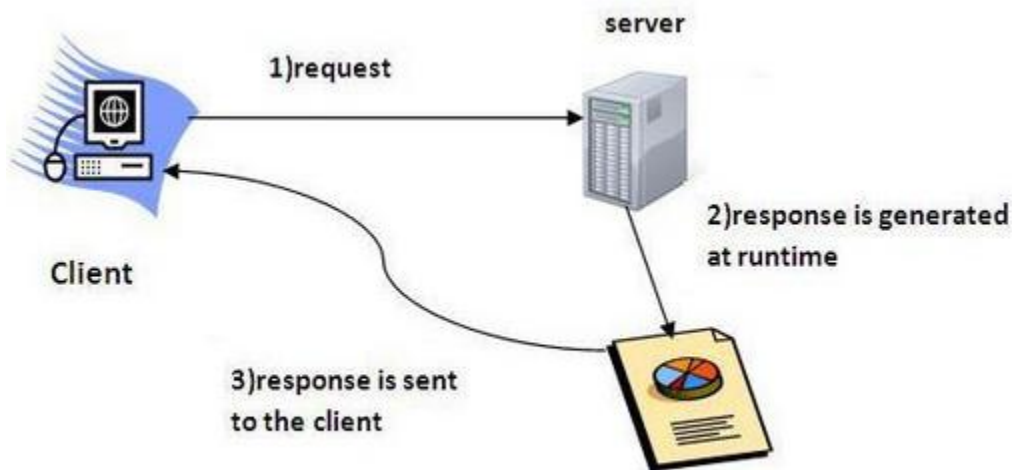 server
1)request
2)response is generated
at runtime
Client
3)response is sent
to the client